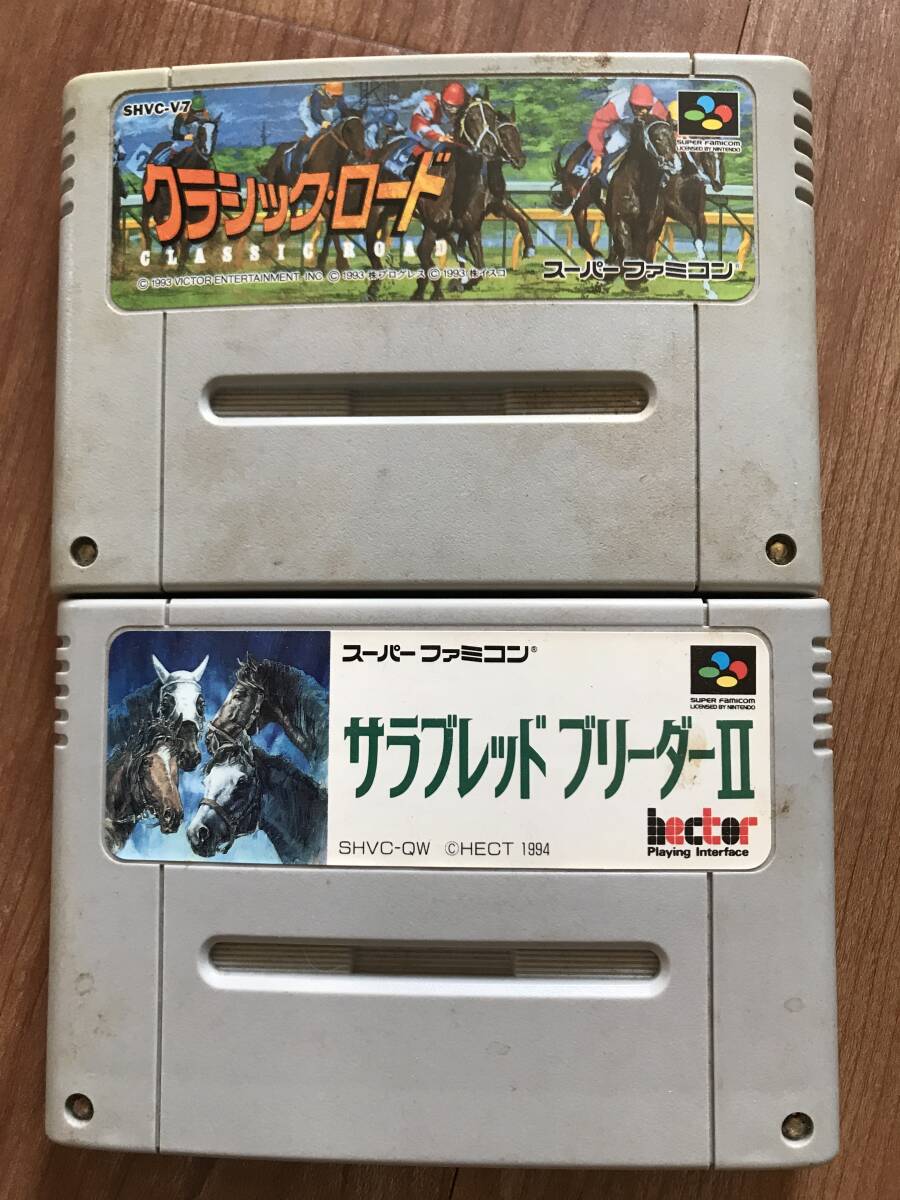 SHVC-V7
SUPER FAMICOM
LICENSED BY NINTENDO
クラシック・ロード
CLASSIC ROAD
© 1993 VICTOR ENTERTAINMENT, INC. © 1993 ㈱プログレス © 1993 ㈱イスコ
スーパーファミコン
スーパーファミコン®
SUPER FAMICOM
LICENSED BY NINTENDO
サラブレッド ブリーダーII
hector
Playing Interface
SHVC-QW ©HECT 1994